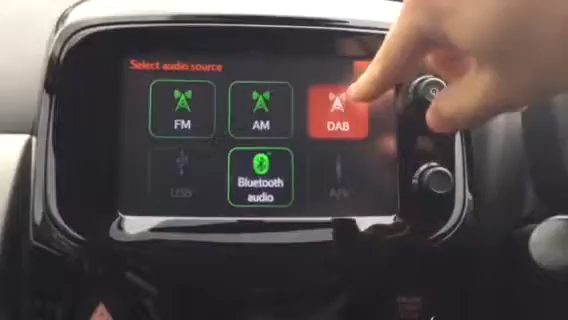 Select audio source
FM
AM
DAB
USB
Bluetooth
audio